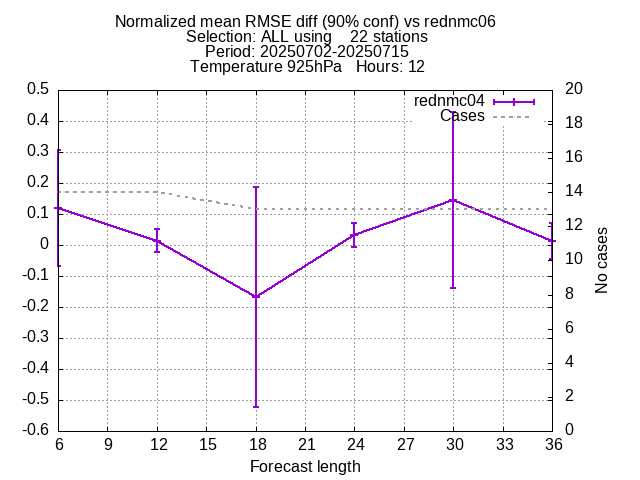 Normalized mean RMSE diff (90% conf) vs rednmc06
Selection: ALL using    22 stations
Period: 20250702-20250715
Temperature 925hPa   Hours: 12
rednmc04
Cases
0.5
0.4
0.3
0.2
0.1
0
-0.1
-0.2
-0.3
-0.4
-0.5
-0.6
20
18
16
14
12
10
8
6
4
2
0
No cases
6 9 12 15 18 21 24 27 30 33 36
Forecast length